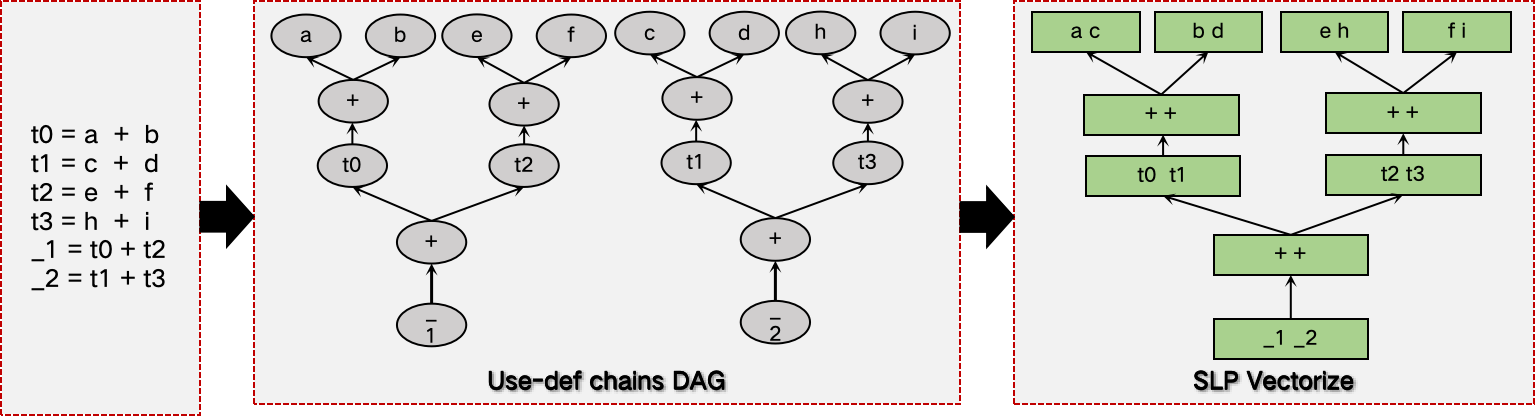 t0 = a + b
t1 = c + d
t2 = e + f
t3 = h + i
_1 = t0 + t2
_2 = t1 + t3
a b e f c d h i
+ + + +
t0 t2 t1 t3
+ +
_1 _2
Use-def chains DAG
a c b d e h f i
+ + + +
t0 t1 t2 t3
+ +
_1 _2
SLP Vectorize